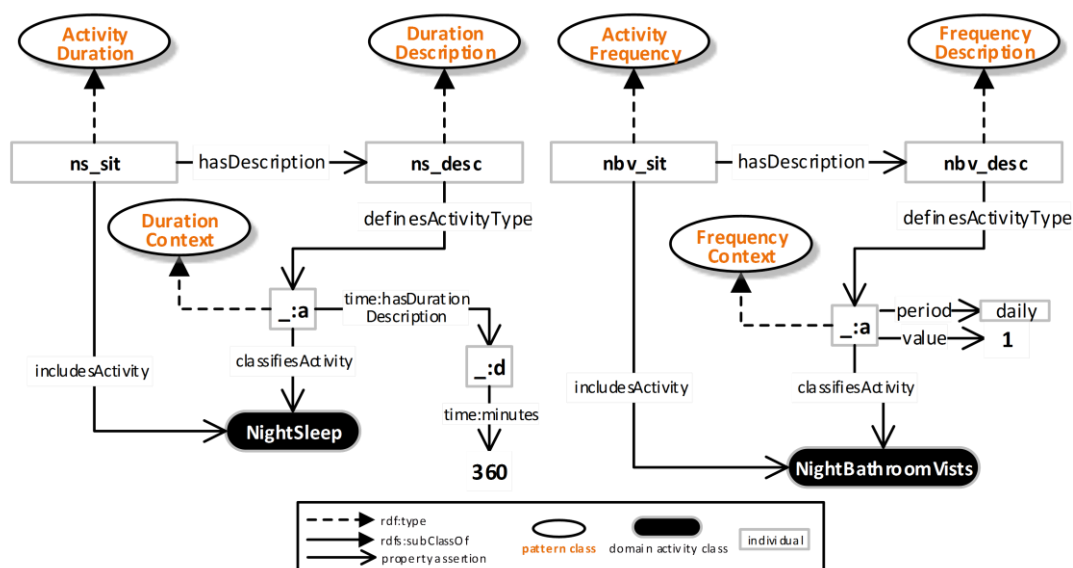 Activity
Duration
Duration
Description
Activity
Frequency
Frequency
Description
ns_sit
hasDescription
ns_desc
nbv_sit
hasDescription
nbv_desc
definesActivityType
definesActivityType
Duration
Context
Frequency
Context
_:a
time:hasDuration
Description
_:a
period
daily
value
1
includesActivity
classifiesActivity
_:d
includesActivity
classifiesActivity
time:minutes
NightSleep
360
NightBathroomVists
rdf:type
rdfs:subClassOf
property assertion
pattern class
domain activity class
individual